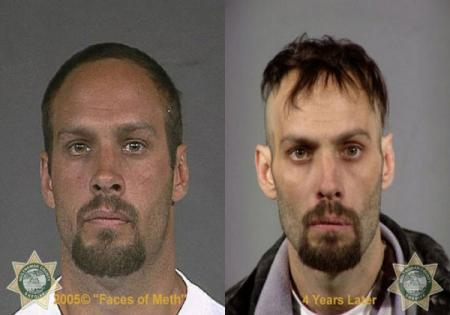 2005© "Faces of Meth"
4 Years Later